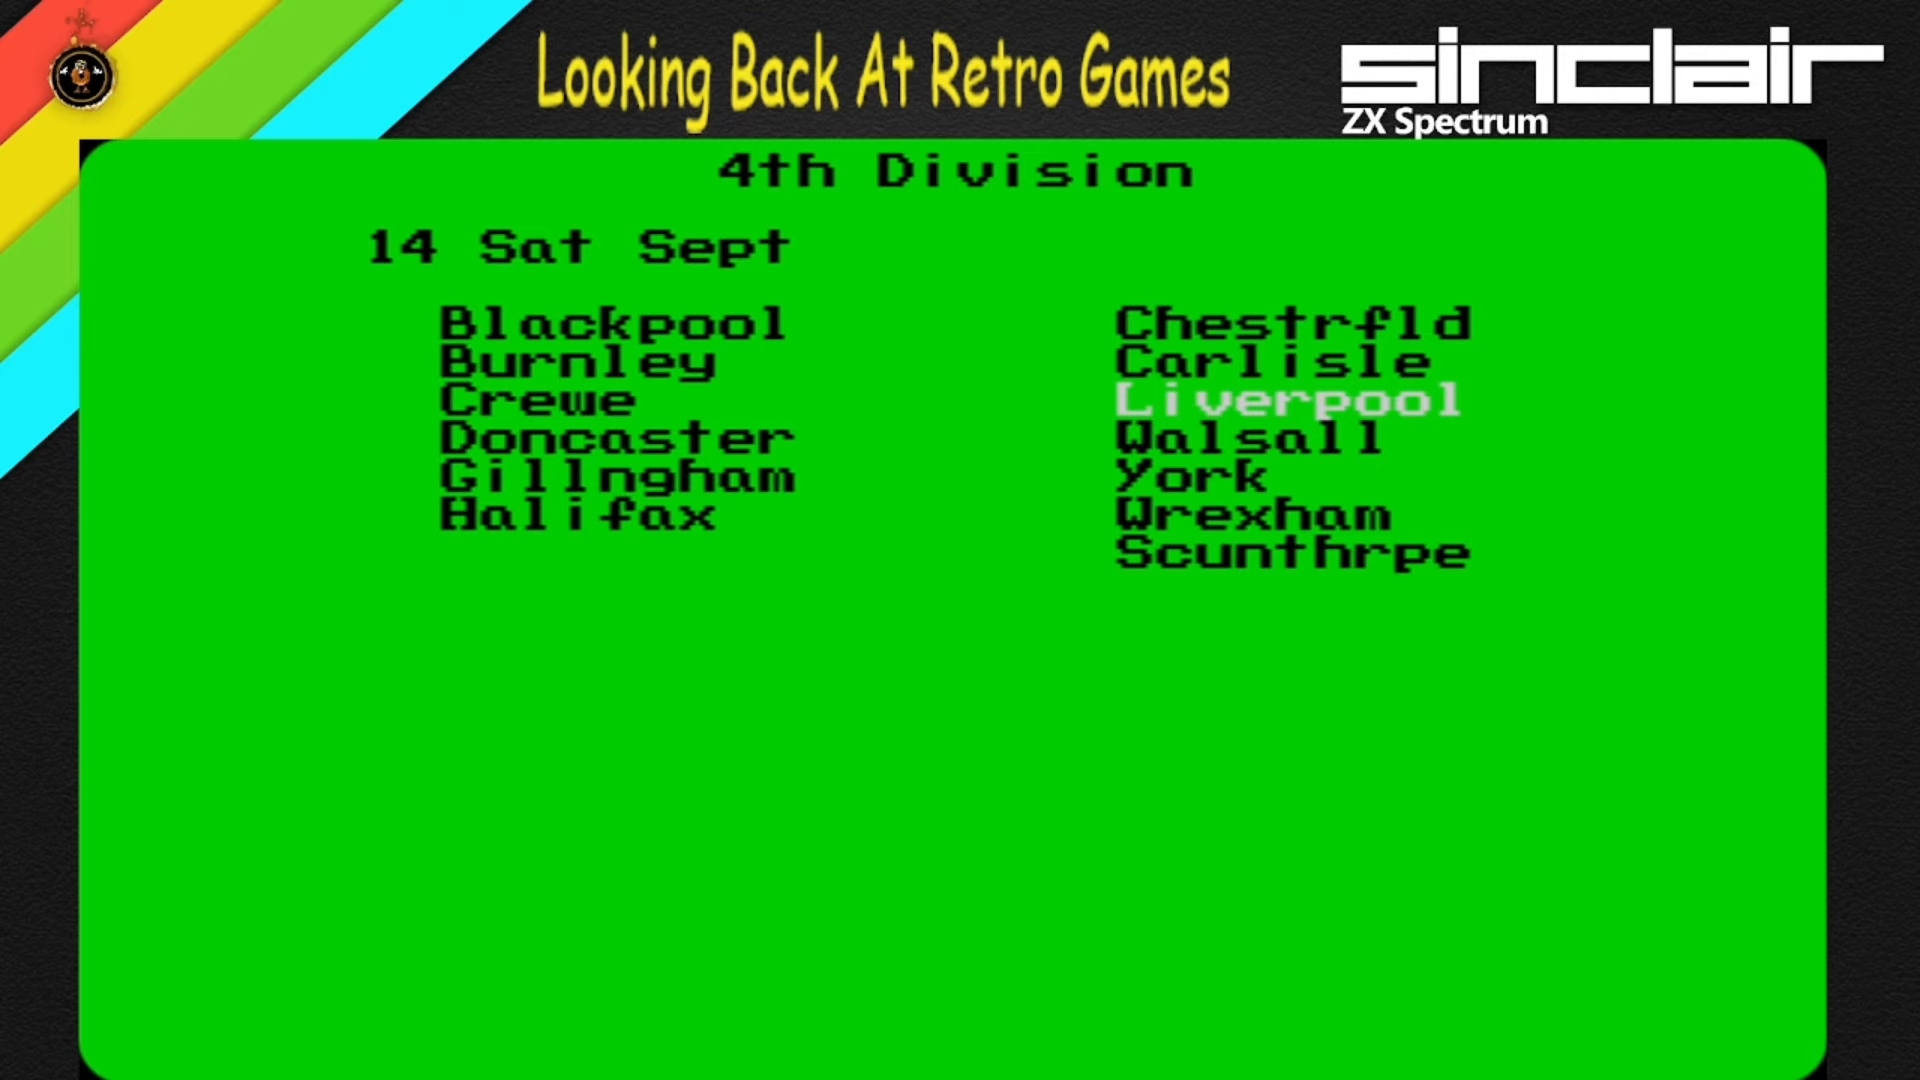 Looking Back At Retro Games
sinclair
ZX Spectrum
4th Division
14 Sat Sept
Blackpool Chestrfld
Burnley Carlisle
Crewe Liverpool
Doncaster Walsall
Gillngham York
Halifax Wrexham
Scunthrpe